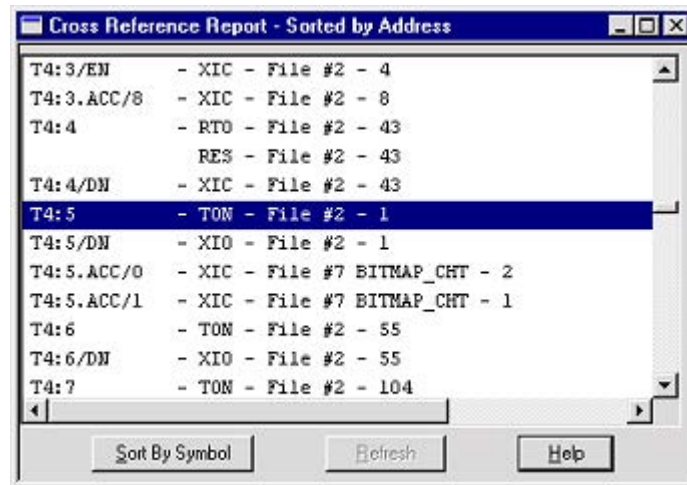 Cross Reference Report - Sorted by Address
T4:3/EN - XIC - File #2 - 4
T4:3.ACC/8 - XIC - File #2 - 8
T4:4 - RTO - File #2 - 43
RES - File #2 - 43
T4:4/DN - XIC - File #2 - 43
T4:5 - TON - File #2 - 1
T4:5/DN - XIO - File #2 - 1
T4:5.ACC/0 - XIC - File #7 BITMAP_CHT - 2
T4:5.ACC/1 - XIC - File #7 BITMAP_CHT - 1
T4:6 - TON - File #2 - 55
T4:6/DN - XIO - File #2 - 55
T4:7 - TON - File #2 - 104
Sort By Symbol Refresh Help